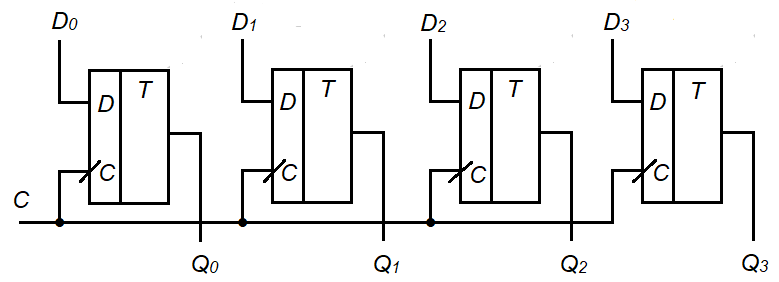 D0 D1 D2 D3
D T D T D T D T
C C C C
C
Q0 Q1 Q2 Q3